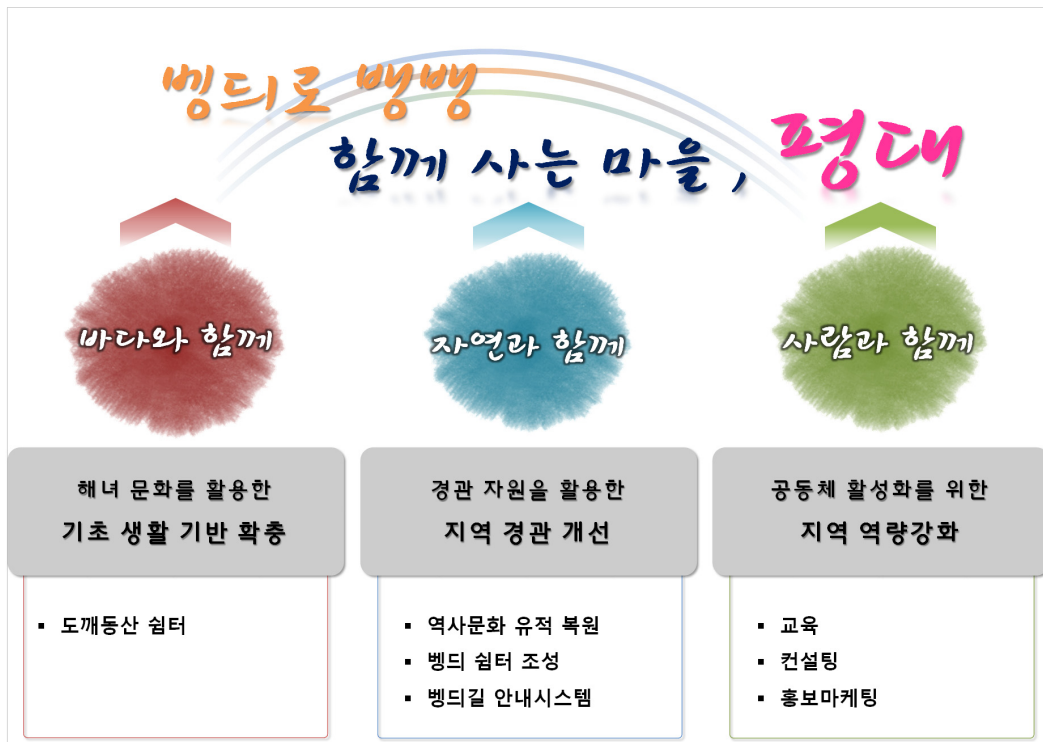 벵듸로 뱅뱅
함께 사는 마을, 평대
바다와 함께
자연과 함께
사람과 함께
해녀 문화를 활용한
기초 생활 기반 확충
경관 자원을 활용한
지역 경관 개선
공동체 활성화를 위한
지역 역량강화
▪ 도깨동산 쉼터
▪ 역사문화 유적 복원
▪ 벵듸 쉼터 조성
▪ 벵듸길 안내시스템
▪ 교육
▪ 컨설팅
▪ 홍보마케팅